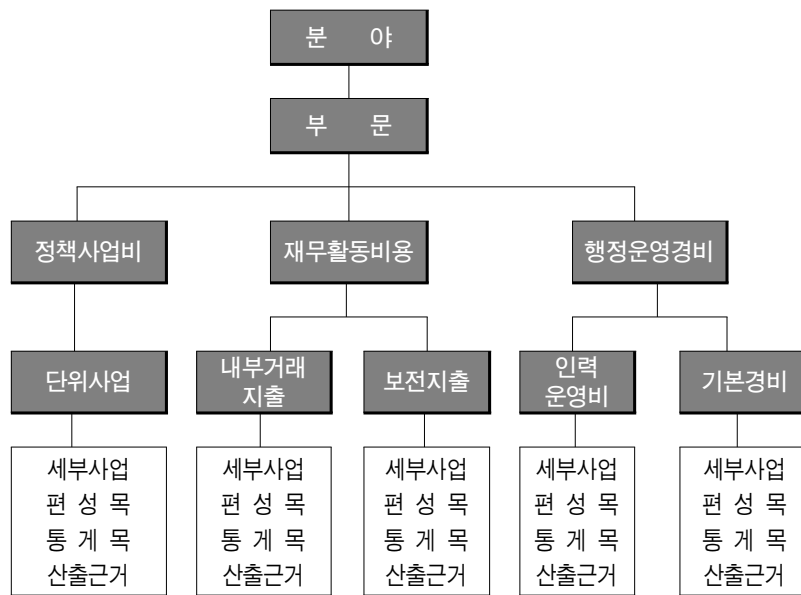 분 야
부 문
정책사업비
재무활동비용
행정운영경비
단위사업
내부거래
지출
보전지출
인력
운영비
기본경비
세부사업
편 성 목
통 게 목
산출근거
세부사업
편 성 목
통 게 목
산출근거
세부사업
편 성 목
통 게 목
산출근거
세부사업
편 성 목
통 게 목
산출근거
세부사업
편 성 목
통 게 목
산출근거